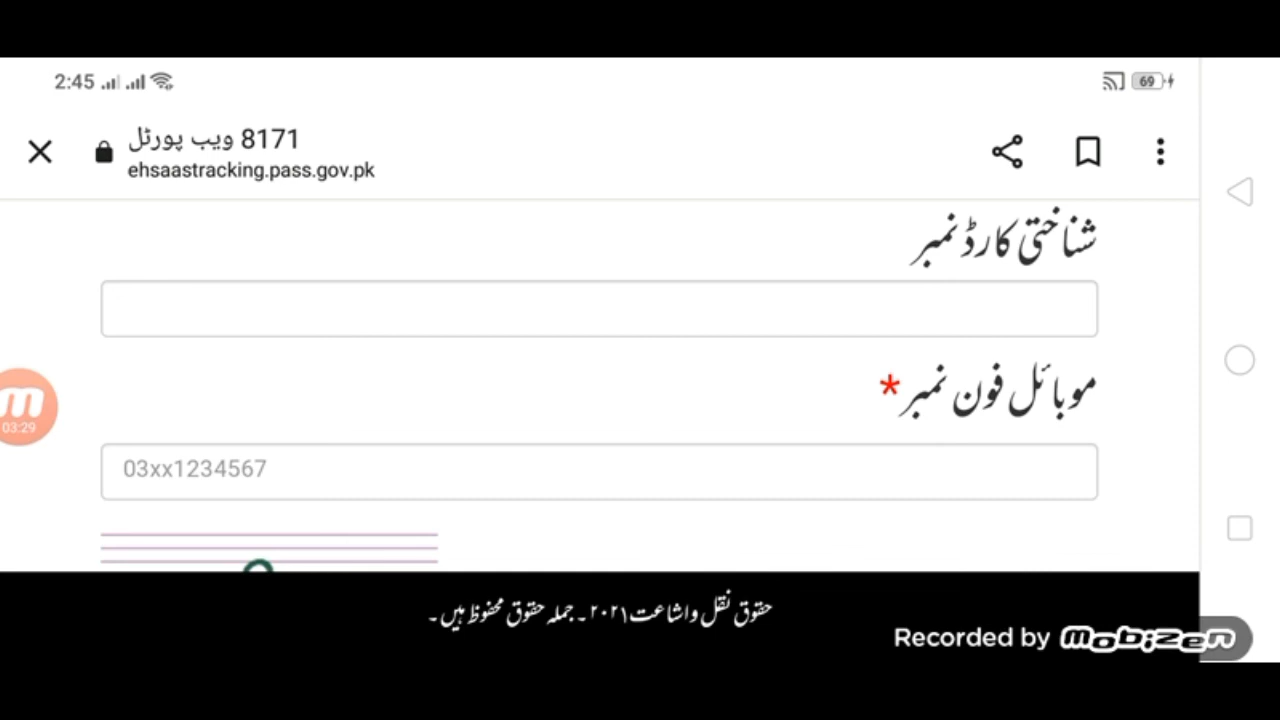 2:45
69
8171 ویب پورٹل
ehsaastracking.pass.gov.pk
شناختی کارڈ نمبر
موبائل فون نمبر *
03:29
03xx1234567
حقوق نقل و اشاعت ۲۰۲۱ ۔ جملہ حقوق محفوظ ہیں ۔
Recorded by mobizen